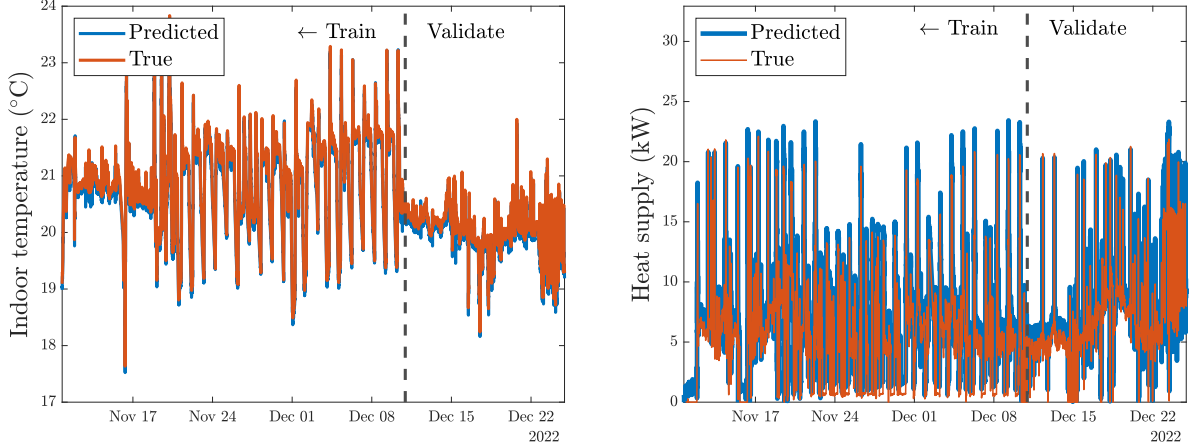 24
23
22
21
20
19
18
17
Indoor temperature (°C)
Predicted
True
← Train
Validate
Nov 17
Nov 24
Dec 01
Dec 08
Dec 15
Dec 22
2022
30
25
20
15
10
5
0
Heat supply (kW)
Predicted
True
← Train
Validate
Nov 17
Nov 24
Dec 01
Dec 08
Dec 15
Dec 22
2022